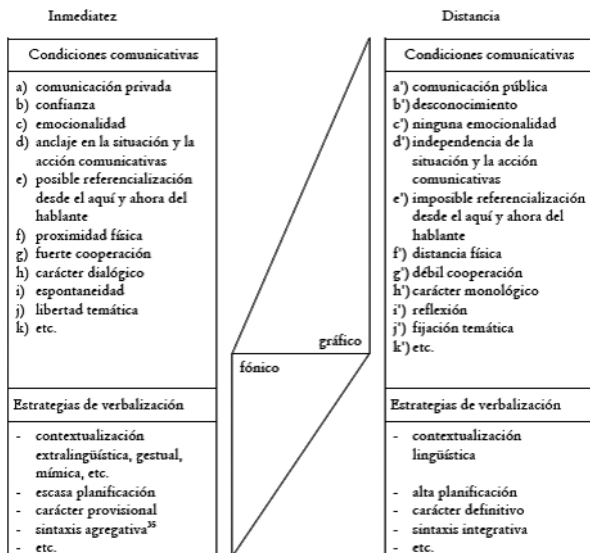 Inmediatez
Condiciones comunicativas
a) comunicación privada
b) confianza
c) emocionalidad
d) anclaje en la situación y la
acción comunicativas
e) posible referencialización
desde el aquí y ahora del
hablante
f) proximidad física
g) fuerte cooperación
h) carácter dialógico
i) espontaneidad
j) libertad temática
k) etc.
Estrategias de verbalización
- contextualización
extralingüística, gestual,
mímica, etc.
- escasa planificación
- carácter provisional
- sintaxis agregativa³⁵
- etc.
gráfico
fónico
Distancia
Condiciones comunicativas
a') comunicación pública
b') desconocimiento
c') ninguna emocionalidad
d') independencia de la
situación y la acción
comunicativas
e') imposible referencialización
desde el aquí y ahora del
hablante
f') distancia física
g') débil cooperación
h') carácter monológico
i') reflexión
j') fijación temática
k') etc.
Estrategias de verbalización
- contextualización
lingüística
- alta planificación
- carácter definitivo
- sintaxis integrativa
- etc.